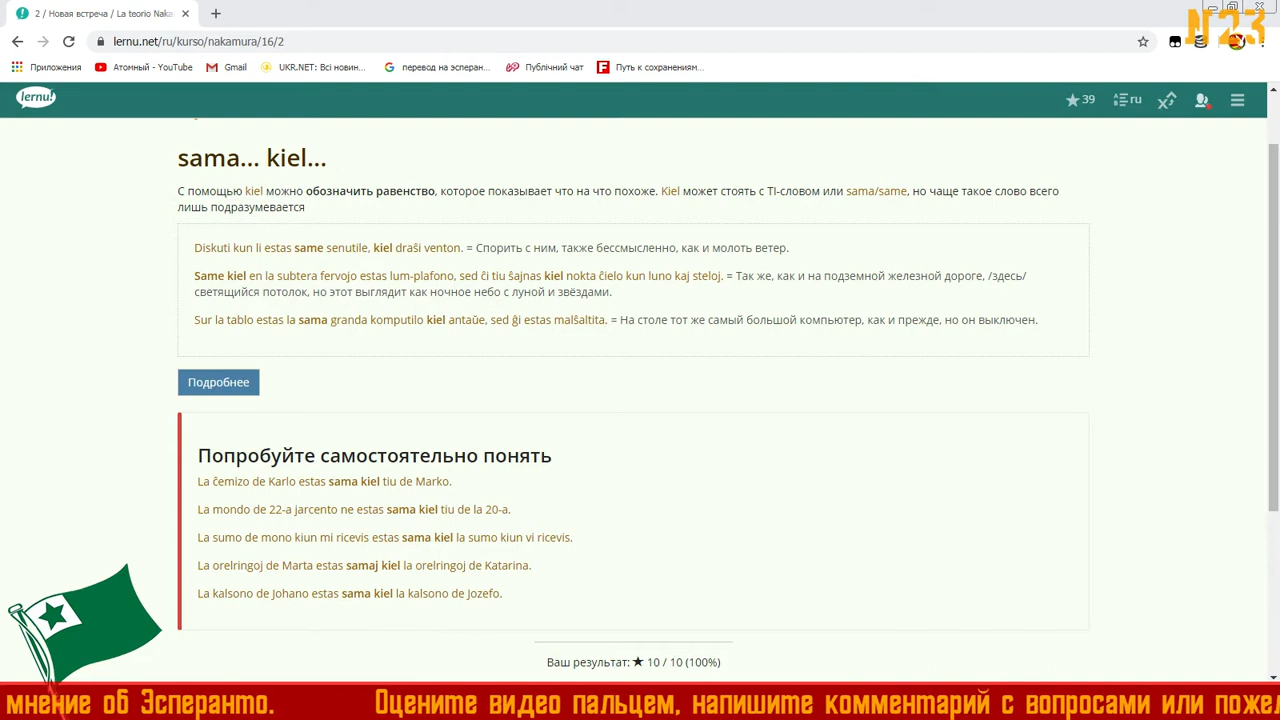 2 / Новая встреча / La teorio Naka
N23
lernu.net/ru/kurso/nakamura/16/2
Приложения
Атомный - YouTube
Gmail
UKR.NET: Всі новин...
перевод на эсперан...
Публічний чат
Путь к сохранениям...
lernu!
39
ru
sama... kiel...
С помощью kiel можно обозначить равенство, которое показывает что на что похоже. Kiel может стоять с TI-словом или sama/same, но чаще такое слово всего
лишь подразумевается
Diskuti kun li estas same senutile, kiel draŝi venton. = Спорить с ним, также бессмысленно, как и молоть ветер.
Same kiel en la subtera fervojo estas lum-plafono, sed ĉi tiu ŝajnas kiel nokta ĉielo kun luno kaj steloj. = Так же, как и на подземной железной дороге, /здесь/
светящийся потолок, но этот выглядит как ночное небо с луной и звёздами.
Sur la tablo estas la sama granda komputilo kiel antaŭe, sed ĝi estas malŝaltita. = На столе тот же самый большой компьютер, как и прежде, но он выключен.
Подробнее
Попробуйте самостоятельно понять
La ĉemizo de Karlo estas sama kiel tiu de Marko.
La mondo de 22-a jarcento ne estas sama kiel tiu de la 20-a.
La sumo de mono kiun mi ricevis estas sama kiel la sumo kiun vi ricevis.
La orelringoj de Marta estas samaj kiel la orelringoj de Katarina.
La kalsono de Johano estas sama kiel la kalsono de Jozefo.
Ваш результат: ★ 10 / 10 (100%)
мнение об Эсперанто. Оцените видео пальцем, напишите комментарий с вопросами или поже